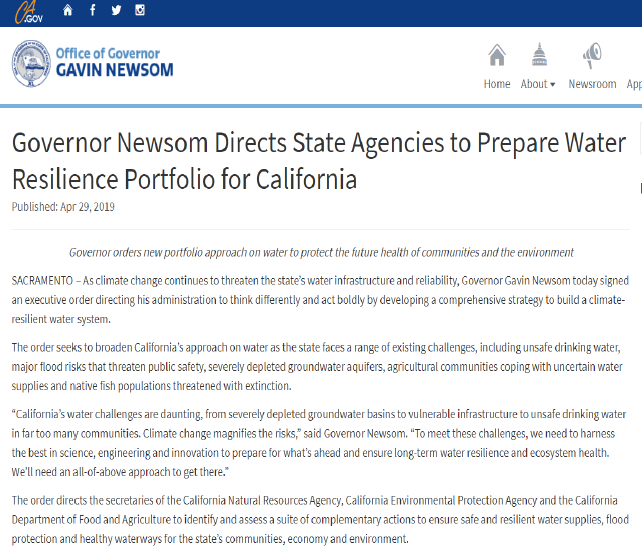 CA
.GOV
Office of Governor
GAVIN NEWSOM
Home About Newsroom App
Governor Newsom Directs State Agencies to Prepare Water
Resilience Portfolio for California
Published: Apr 29, 2019
Governor orders new portfolio approach on water to protect the future health of communities and the environment
SACRAMENTO – As climate change continues to threaten the state’s water infrastructure and reliability, Governor Gavin Newsom today signed
an executive order directing his administration to think differently and act boldly by developing a comprehensive strategy to build a climate-
resilient water system.
The order seeks to broaden California’s approach on water as the state faces a range of existing challenges, including unsafe drinking water,
major flood risks that threaten public safety, severely depleted groundwater aquifers, agricultural communities coping with uncertain water
supplies and native fish populations threatened with extinction.
“California’s water challenges are daunting, from severely depleted groundwater basins to vulnerable infrastructure to unsafe drinking water
in far too many communities. Climate change magnifies the risks,” said Governor Newsom. “To meet these challenges, we need to harness
the best in science, engineering and innovation to prepare for what’s ahead and ensure long-term water resilience and ecosystem health.
We’ll need an all-of-above approach to get there.”
The order directs the secretaries of the California Natural Resources Agency, California Environmental Protection Agency and the California
Department of Food and Agriculture to identify and assess a suite of complementary actions to ensure safe and resilient water supplies, flood
protection and healthy waterways for the state’s communities, economy and environment.